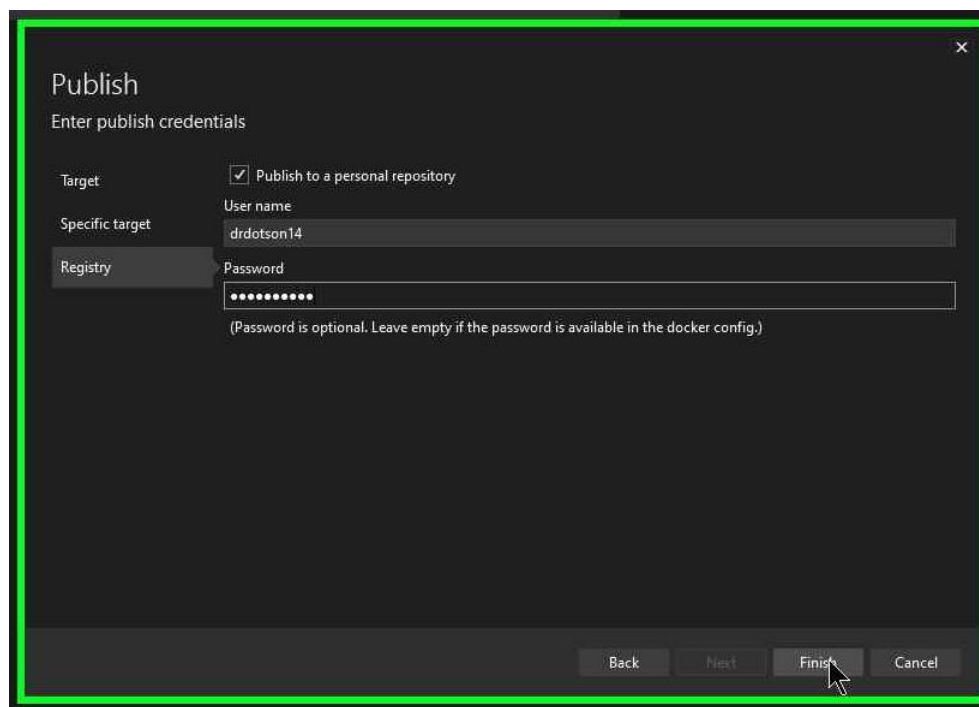 Publish
Enter publish credentials
Target
Publish to a personal repository
User name
Specific target
drdotson14
Registry
Password
••••••••••
(Password is optional. Leave empty if the password is available in the docker config.)
Back
Next
Finish
Cancel